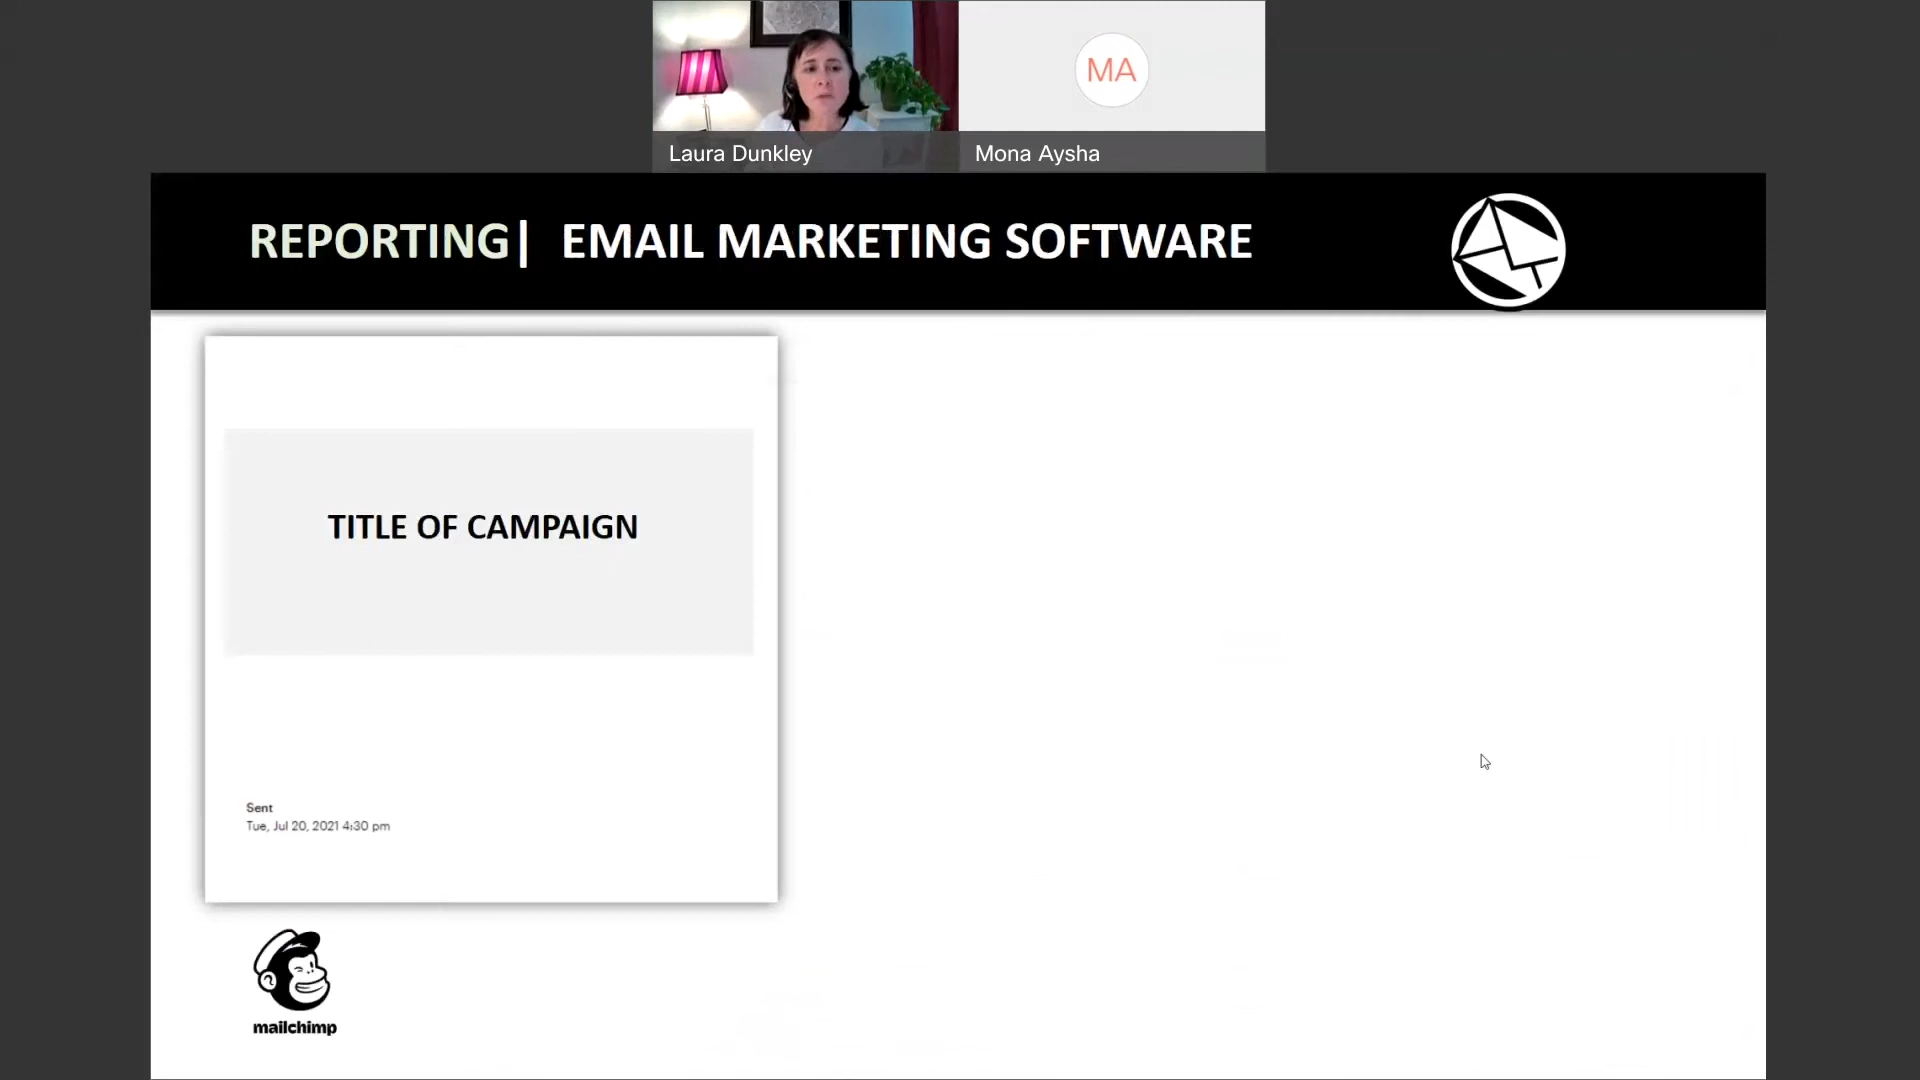 MA
Laura Dunkley
Mona Aysha
REPORTING| EMAIL MARKETING SOFTWARE
TITLE OF CAMPAIGN
Sent
Tue, Jul 20, 2021 4:30 pm
mailchimp